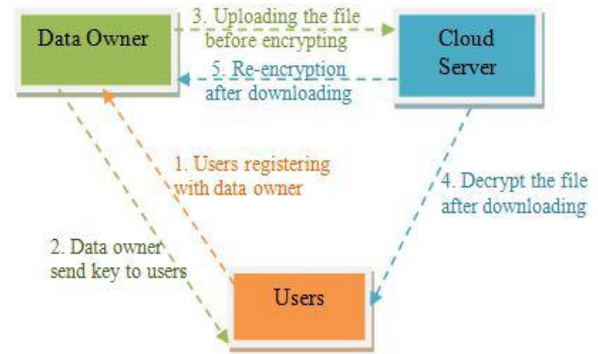 Data Owner
3. Uploading the file
before encrypting
Cloud
Server
5. Re-encryption
after downloading
1. Users registering
with data owner
4. Decrypt the file
after downloading
2. Data owner
send key to users
Users